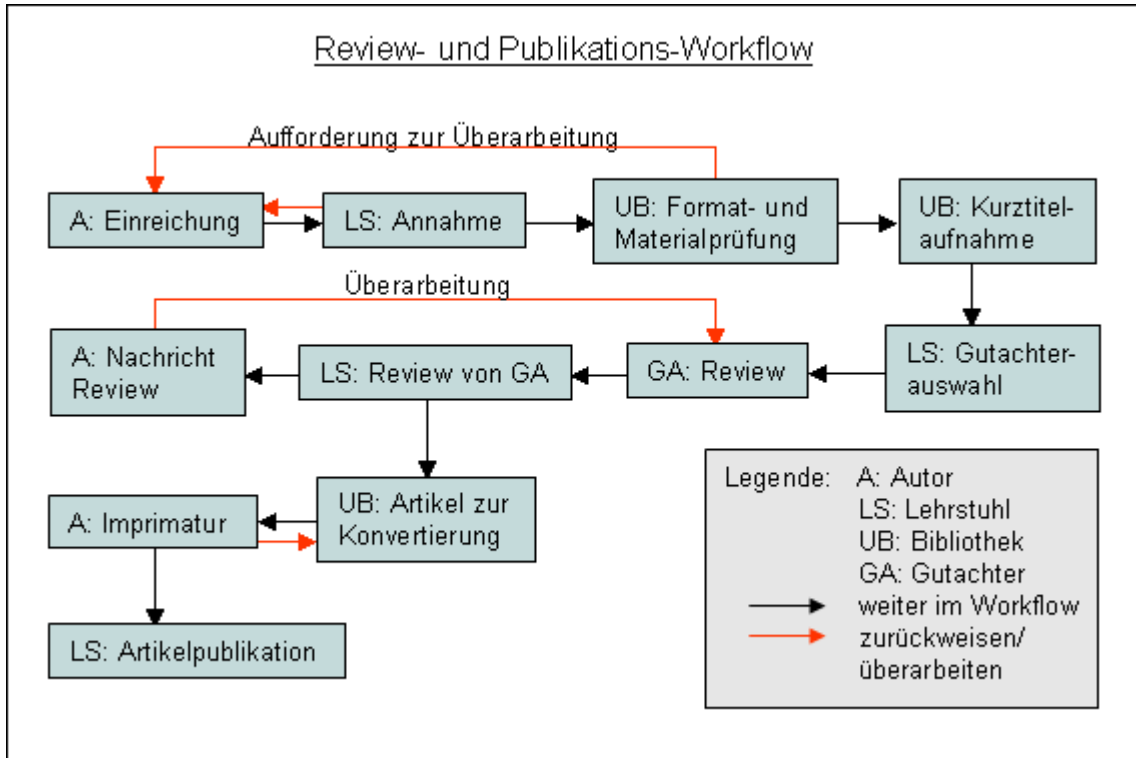 Review- und Publikations-Workflow
Aufforderung zur Überarbeitung
A: Einreichung
LS: Annahme
UB: Format- und
Materialprüfung
UB: Kurztitel-
aufnahme
Überarbeitung
A: Nachricht
Review
LS: Review von GA
GA: Review
LS: Gutachter-
auswahl
A: Imprimatur
UB: Artikel zur
Konvertierung
LS: Artikelpublikation
Legende: A: Autor
LS: Lehrstuhl
UB: Bibliothek
GA: Gutachter
weiter im Workflow
zurückweisen/
überarbeiten